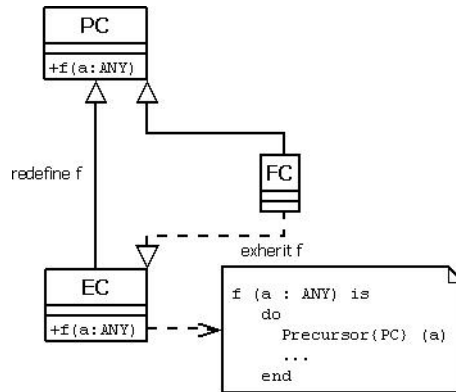 PC
+f(a:ANY)
redefine f
FC
exherit f
EC
+f(a:ANY)
f (a : ANY) is
do
Precursor{PC} (a)
...
end